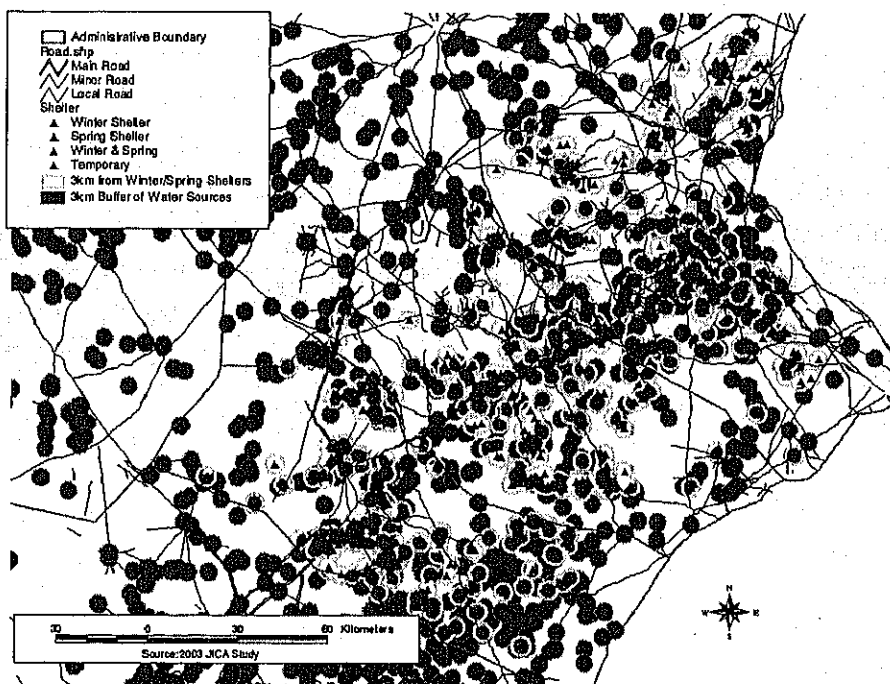 Administrative Boundary
Road.shp
Main Road
Minor Road
Local Road
Shelter
Winter Shelter
Spring Shelter
Winter & Spring
Temporary
3km from Winter/Spring Shelters
3km Buffer of Water Sources
N
W E
S
30 0 30 60 Kilometers
Source:2003 JICA Study